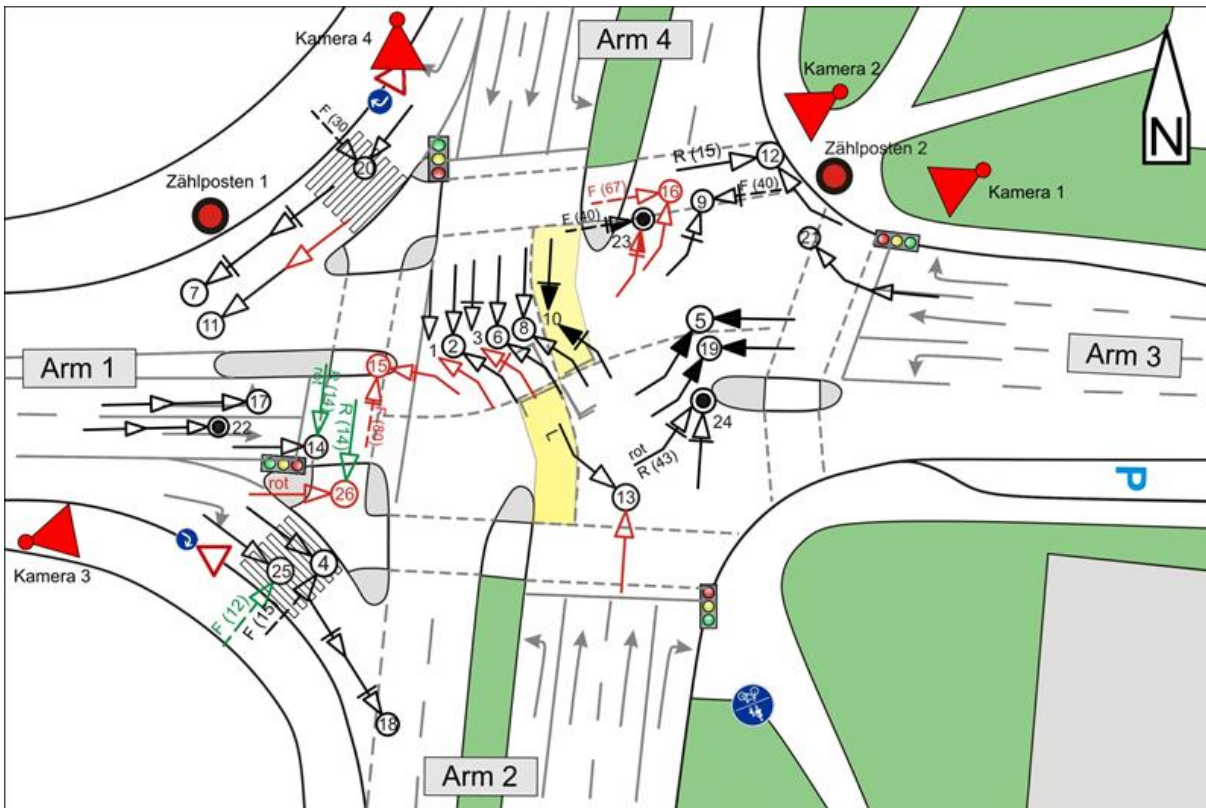 Arm 4
Kamera 4
Kamera 2
N
F (30)
20
Zählposten 1
R (15)
12
Zählposten 2
Kamera 1
F (67)
16
9
F (40)
F (40)
23
21
7
11
10
5
1
2
3
6
8
19
Arm 1
Arm 3
15
rot
R (14)
R (14)
F (80)
17
22
24
14
L
rot
R (43)
rot
26
13
P
Kamera 3
25
4
F (12)
F (15)
18
Arm 2